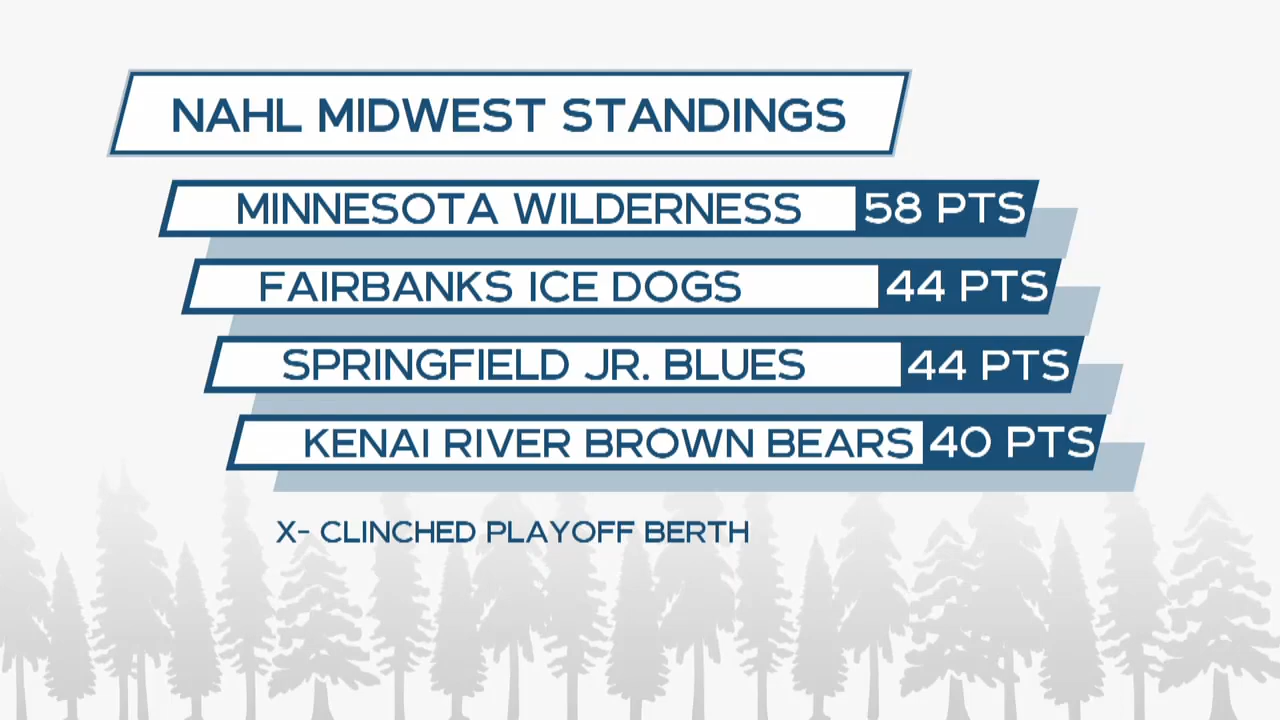 NAHL MIDWEST STANDINGS
MINNESOTA WILDERNESS 58 PTS
FAIRBANKS ICE DOGS 44 PTS
SPRINGFIELD JR. BLUES 44 PTS
KENAI RIVER BROWN BEARS 40 PTS
X- CLINCHED PLAYOFF BERTH